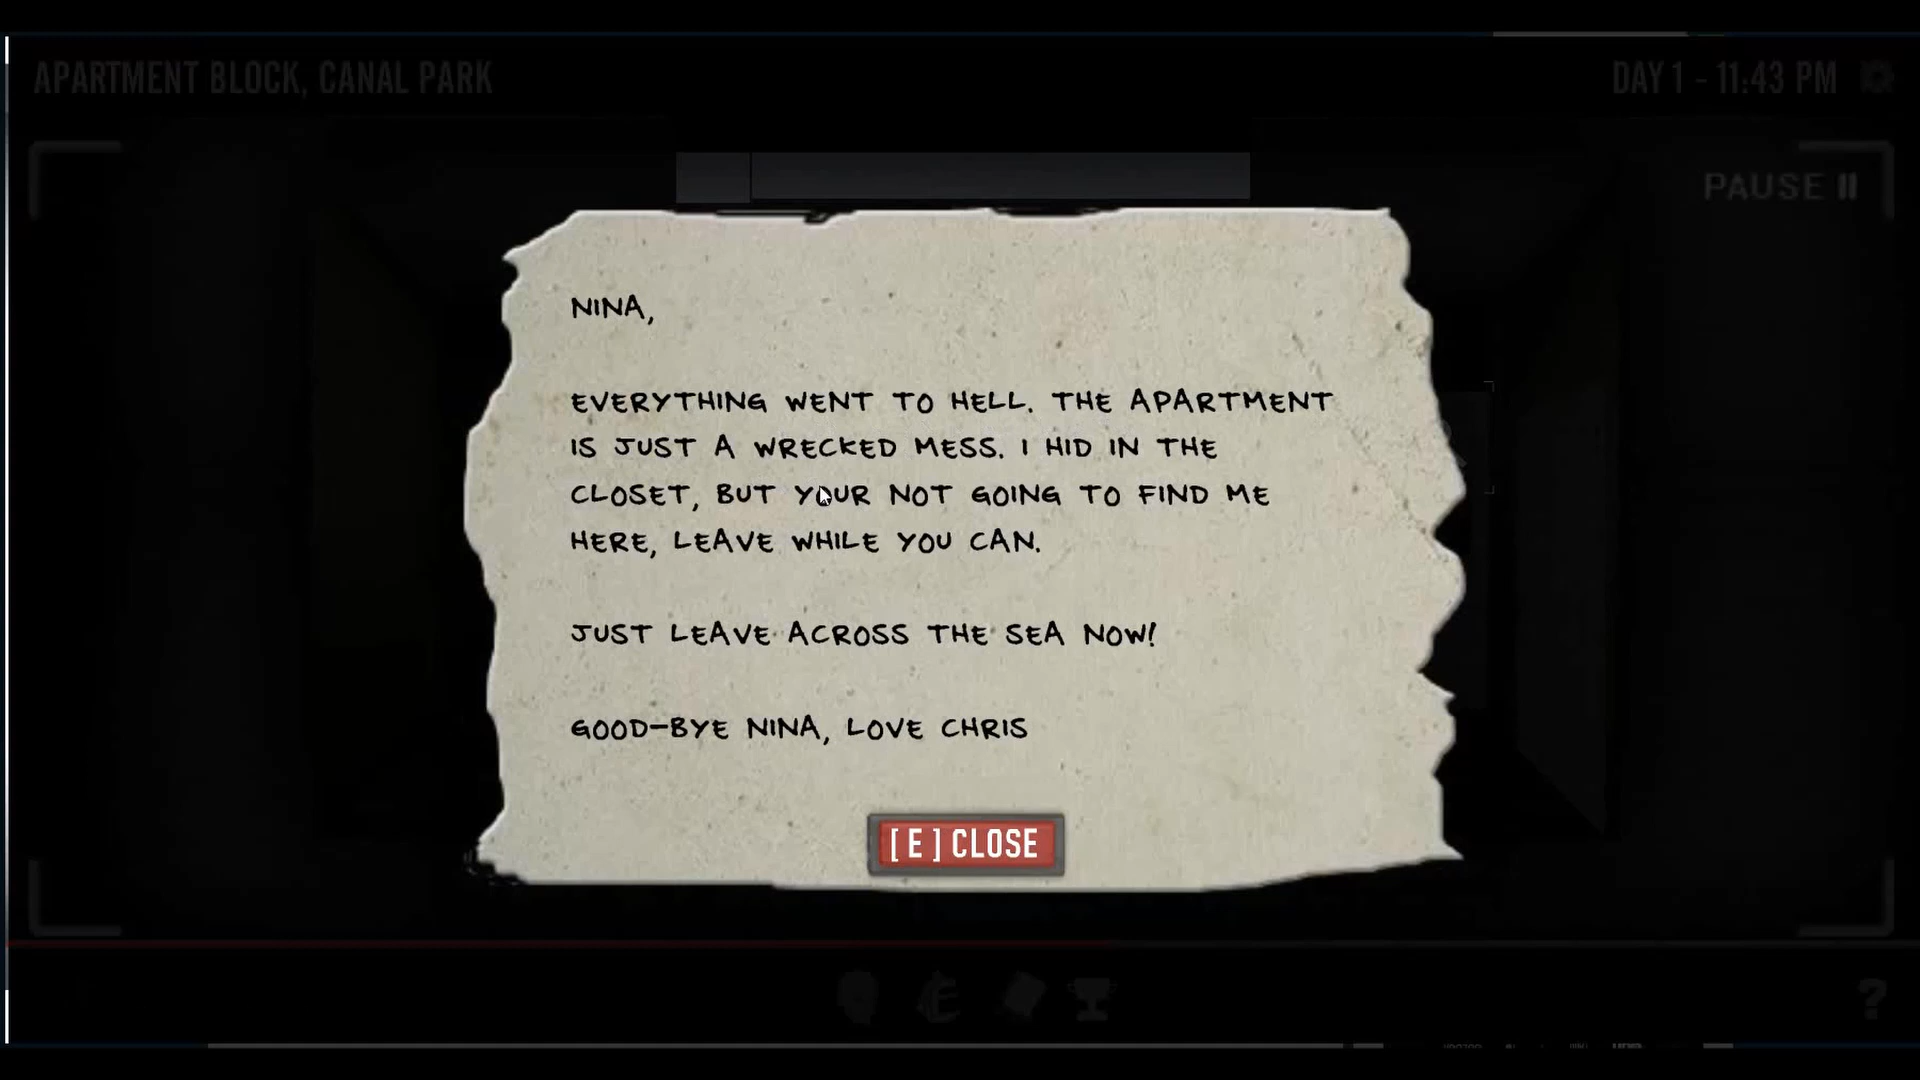 APARTMENT BLOCK, CANAL PARK
DAY 1 - 11:43 PM
PAUSE
NINA,
EVERYTHING WENT TO HELL. THE APARTMENT
IS JUST A WRECKED MESS. I HID IN THE
CLOSET, BUT YOUR NOT GOING TO FIND ME
HERE, LEAVE WHILE YOU CAN.
JUST LEAVE ACROSS THE SEA NOW!
GOOD-BYE NINA, LOVE CHRIS
[ E ] CLOSE
?